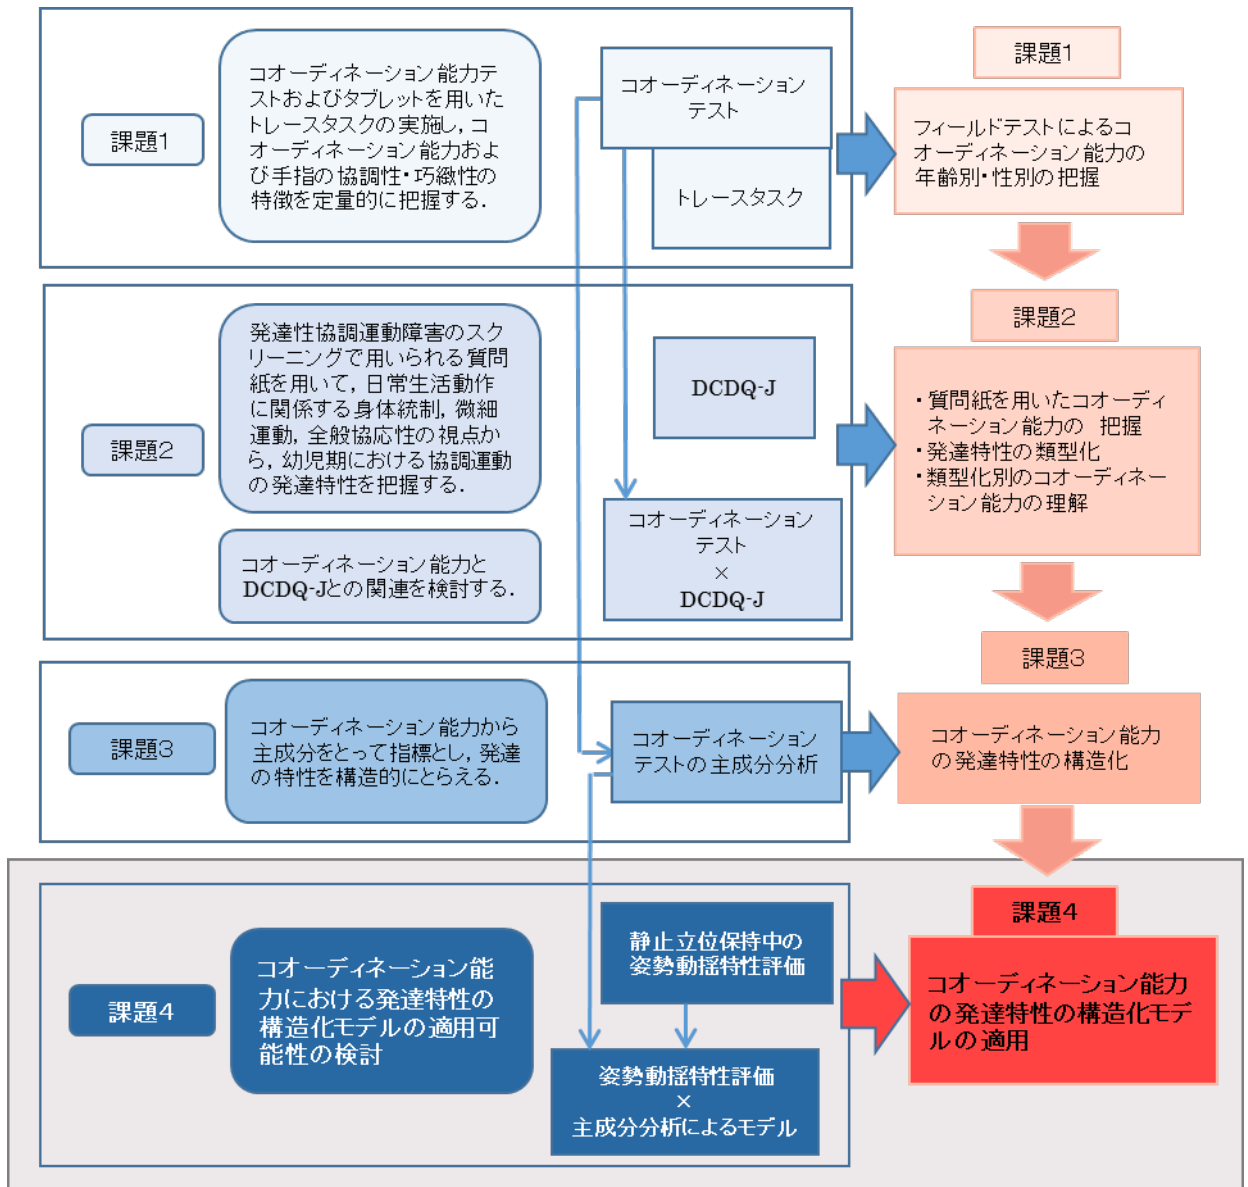 課題1
コオーディネーション能力テ
ストおよびタブレットを用いた
トレースタスクの実施し，コ
オーディネーション能力およ
び手指の協調性・巧緻性の
特徴を定量的に把握する．
コオーディネーション
テスト
トレースタスク
課題1
フィールドテストによるコ
オーディネーション能力の
年齢別・性別の把握
課題2
発達性協調運動障害のスク
リーニングで用いられる質問
紙を用いて，日常生活動作
に関係する身体統制，微細
運動，全般協応性の視点か
ら，幼児期における協調運動
の発達特性を把握する．
コオーディネーション能力と
DCDQ-Jとの関連を検討する．
DCDQ-J
コオーディネーション
テスト
×
DCDQ-J
課題2
・質問紙を用いたコオーディ
ネーション能力の 把握
・発達特性の類型化
・類型化別のコオーディネー
ション能力の理解
課題3
コオーディネーション能力から
主成分をとって指標とし，発達
の特性を構造的にとらえる．
コオーディネーション
テストの主成分分析
課題3
コオーディネーション能力
の発達特性の構造化
課題4
コオーディネーション能
力における発達特性の
構造化モデルの適用可
能性の検討
静止立位保持中の
姿勢動揺特性評価
姿勢動揺特性評価
×
主成分分析によるモデル
課題4
コオーディネーション能力
の発達特性の構造化モデ
ルの適用